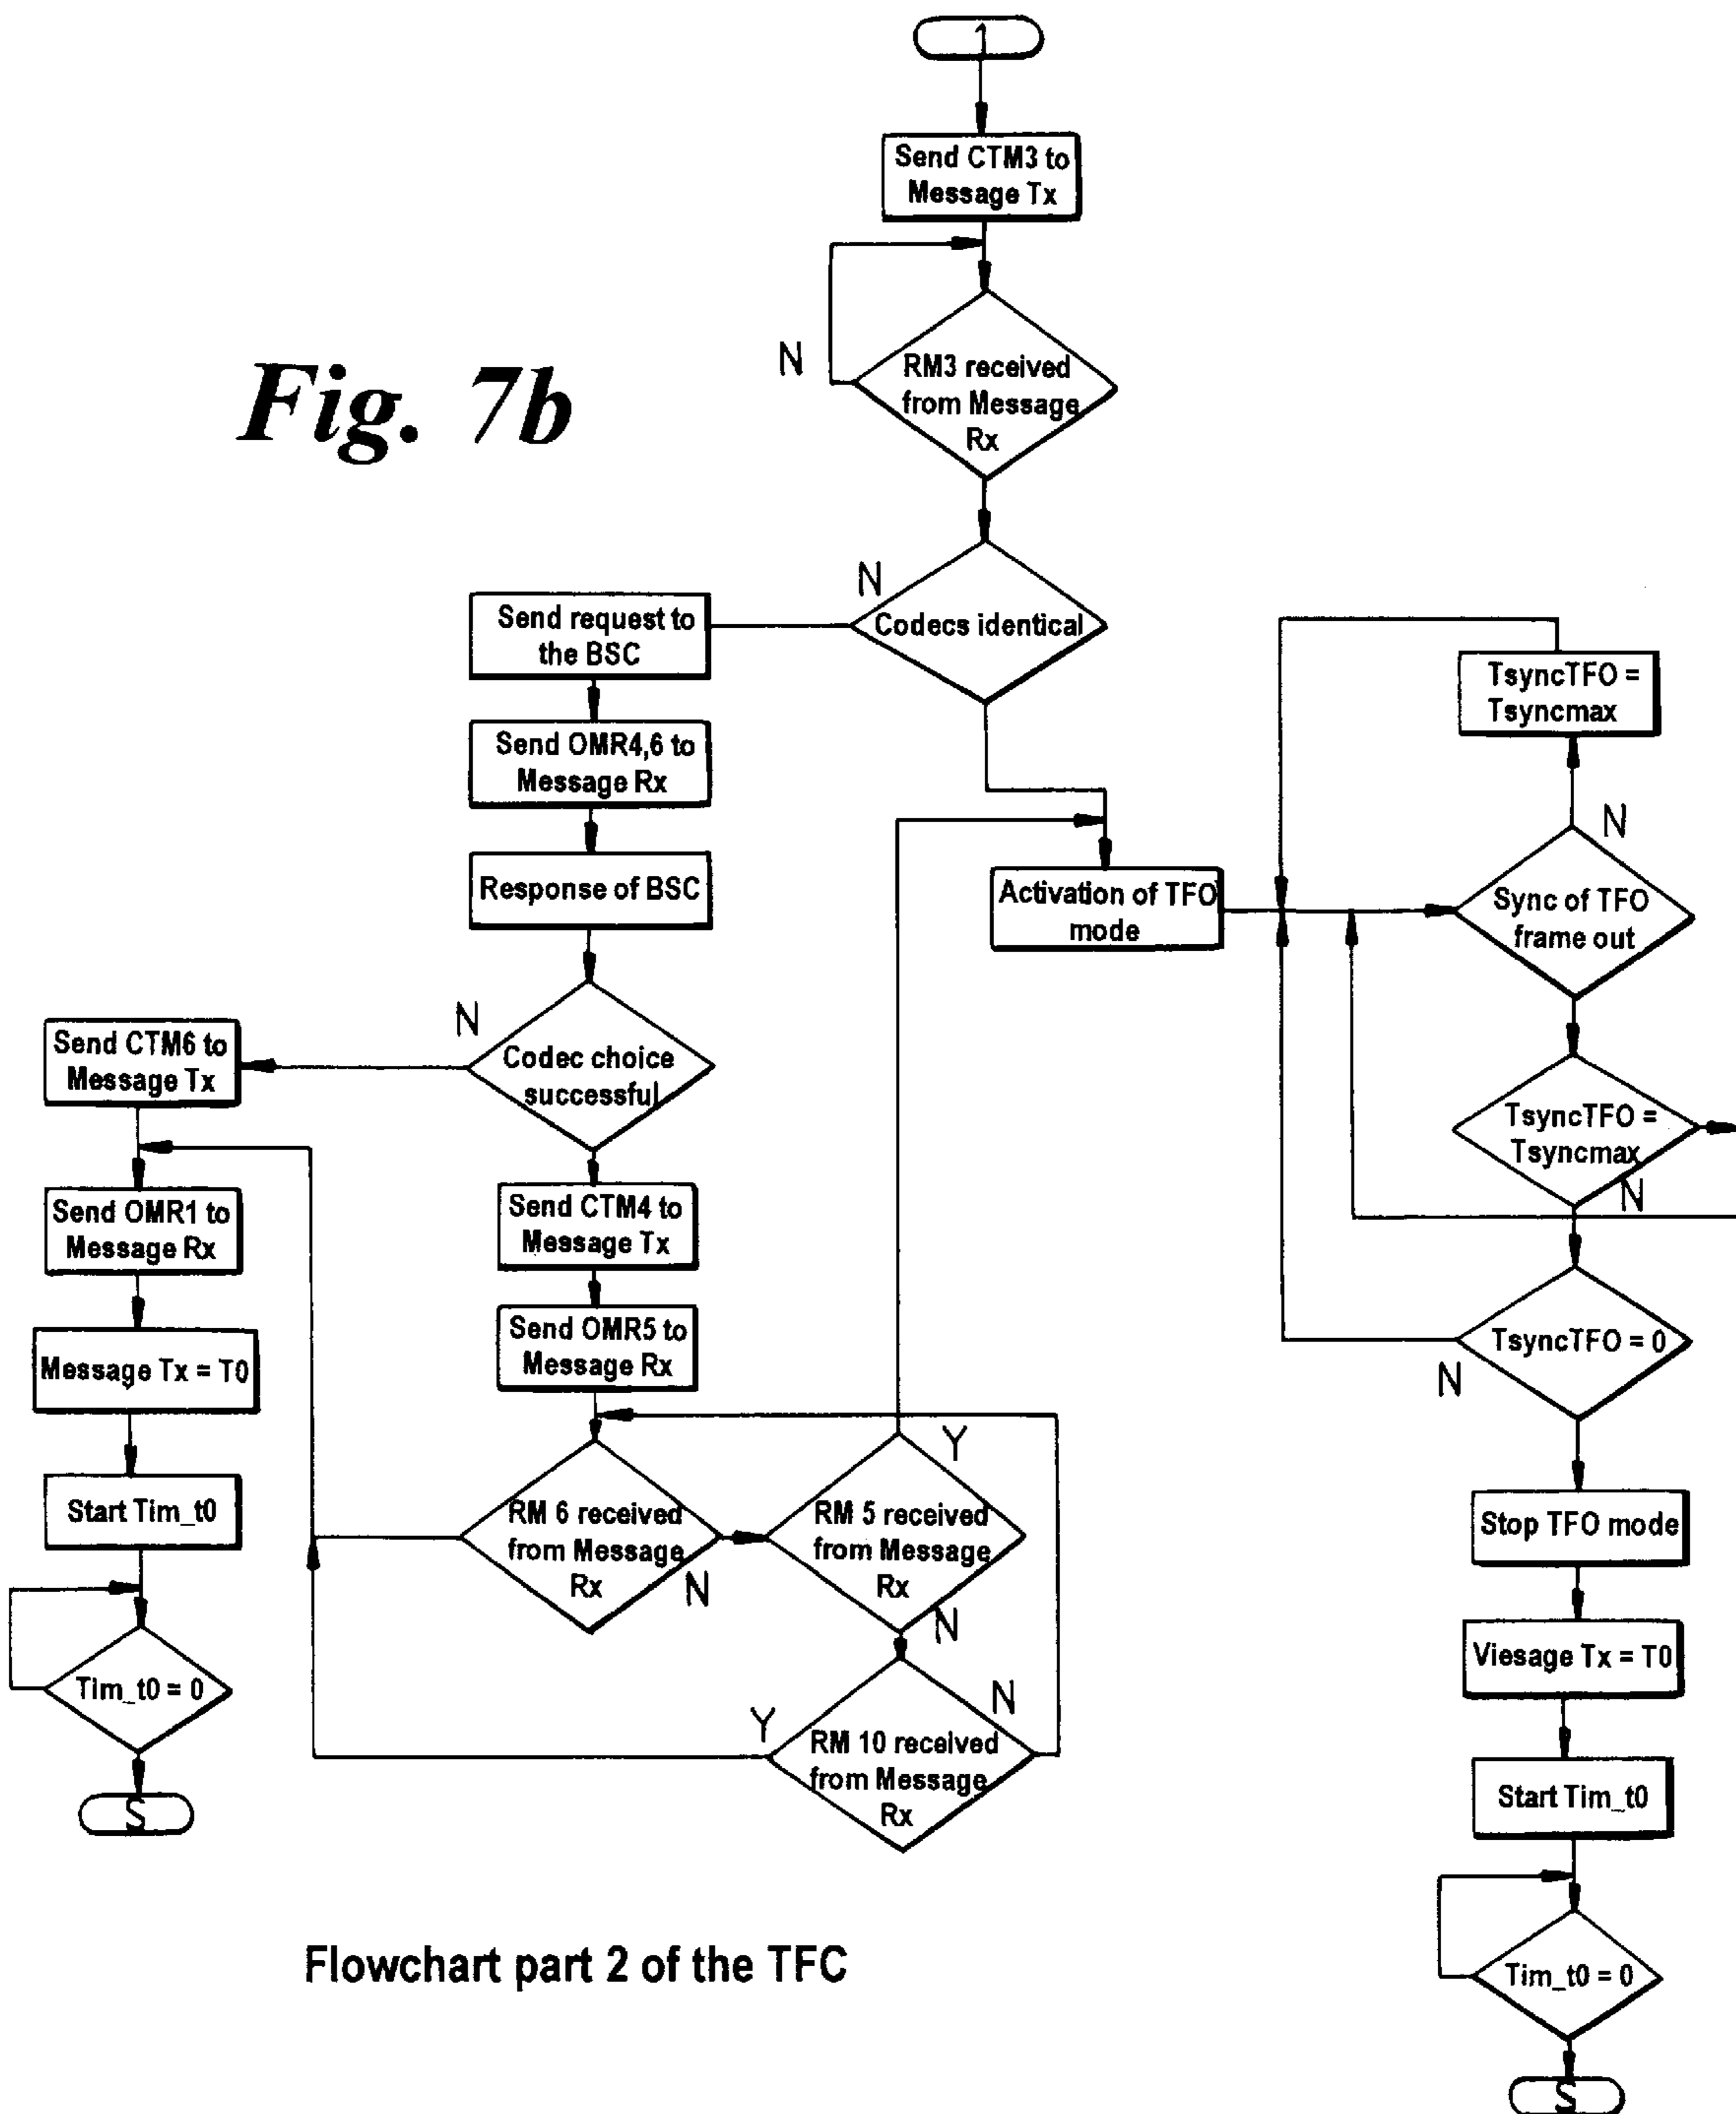 1
Send CTM3 to
Message Tx
N
RM3 received
from Message
Rx
Fig. 7b
N
Codecs identical
Send request to
the BSC
Send OMR4,6 to
Message Rx
Response of BSC
N
Codec choice
successful
Send CTM6 to
Message Tx
Send OMR1 to
Message Rx
Message Tx = T0
Start Tim_t0
Tim_t0 = 0
S
Send CTM4 to
Message Tx
Send OMR5 to
Message Rx
RM 6 received
from Message
Rx
N
Y
RM 5 received
from Message
Rx
N
Y
N
RM 10 received
from Message
Rx
Activation of TFO
mode
TsyncTFO =
Tsyncmax
N
Sync of TFO
frame out
TsyncTFO =
Tsyncmax
N
TsyncTFO = 0
N
Stop TFO mode
Viesage Tx = T0
Start Tim_t0
Tim_t0 = 0
S
Flowchart part 2 of the TFC